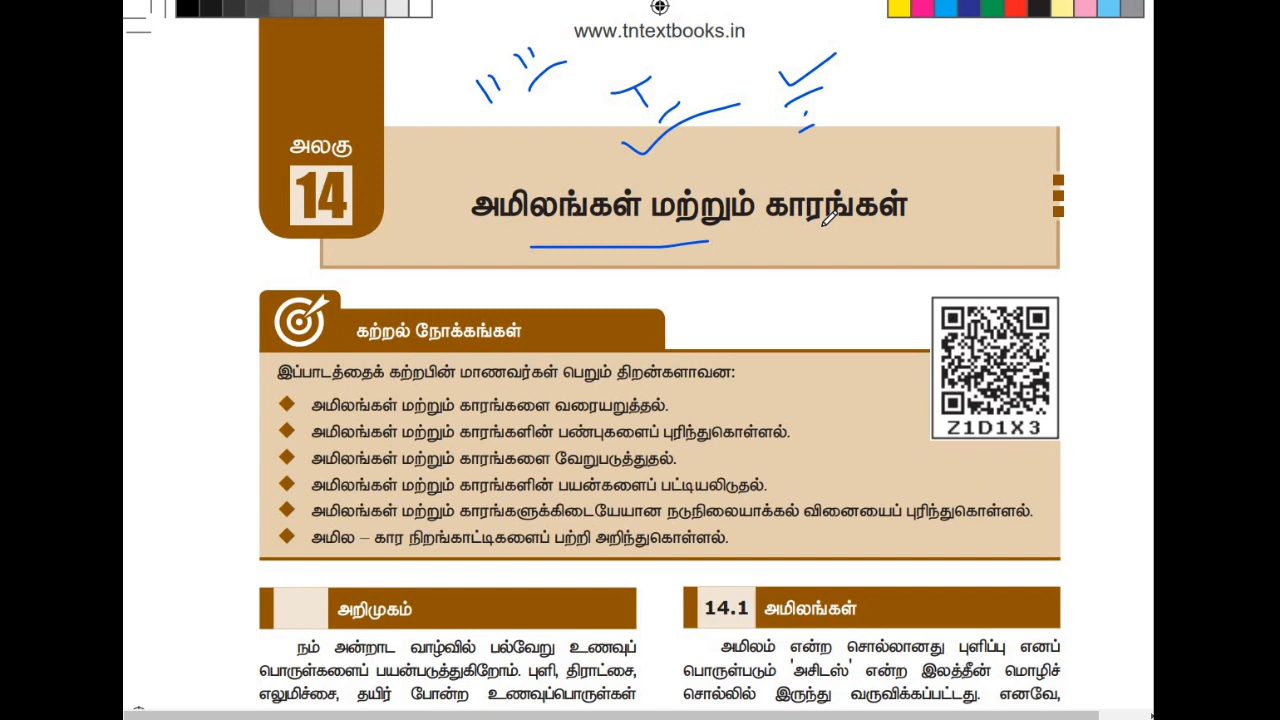 www.tntextbooks.in
அலகு
14
அமிலங்கள் மற்றும் காரங்கள்
கற்றல் நோக்கங்கள்
இப்பாடத்தைக் கற்றபின் மாணவர்கள் பெறும் திறன்களாவன:
அமிலங்கள் மற்றும் காரங்களை வரையறுத்தல்.
அமிலங்கள் மற்றும் காரங்களின் பண்புகளைப் புரிந்துகொள்ளல்.
அமிலங்கள் மற்றும் காரங்களை வேறுபடுத்துதல்.
அமிலங்கள் மற்றும் காரங்களின் பயன்களைப் பட்டியலிடுதல்.
அமிலங்கள் மற்றும் காரங்களுக்கிடையேயான நடுநிலையாக்கல் வினையைப் புரிந்துகொள்ளல்.
அமில – கார நிறங்காட்டிகளைப் பற்றி அறிந்துகொள்ளல்.
Z1D1X3
அறிமுகம்
நம் அன்றாட வாழ்வில் பல்வேறு உணவுப்
பொருள்களைப் பயன்படுத்துகிறோம். புளி, திராட்சை,
எலுமிச்சை, தயிர் போன்ற உணவுப்பொருள்கள்
14.1 அமிலங்கள்
அமிலம் என்ற சொல்லானது புளிப்பு எனப்
பொருள்படும் 'அசிடஸ்' என்ற இலத்தீன் மொழிச்
சொல்லில் இருந்து வருவிக்கப்பட்டது. எனவே,